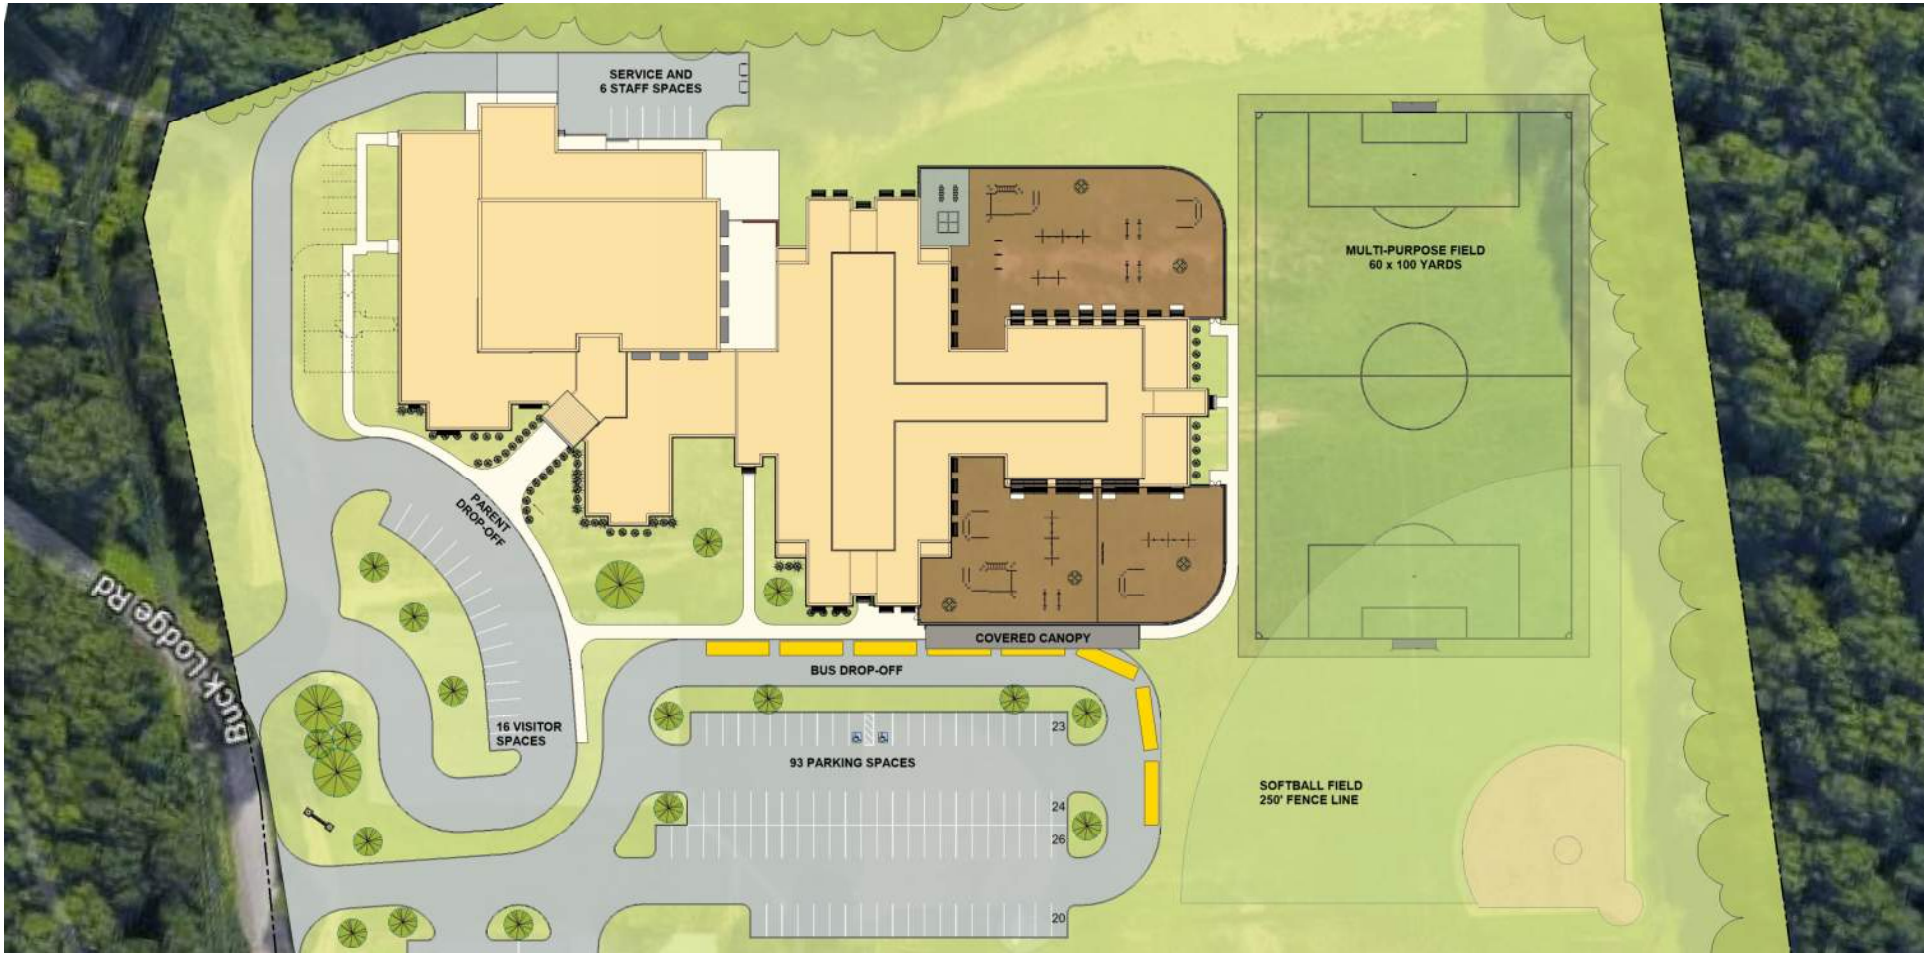 SERVICE AND
6 STAFF SPACES
MULTI-PURPOSE FIELD
60 x 100 YARDS
PARENT
DROP-OFF
Buck Lodge Rd
COVERED CANOPY
BUS DROP-OFF
16 VISITOR
SPACES
23
93 PARKING SPACES
SOFTBALL FIELD
250' FENCE LINE
24
26
20